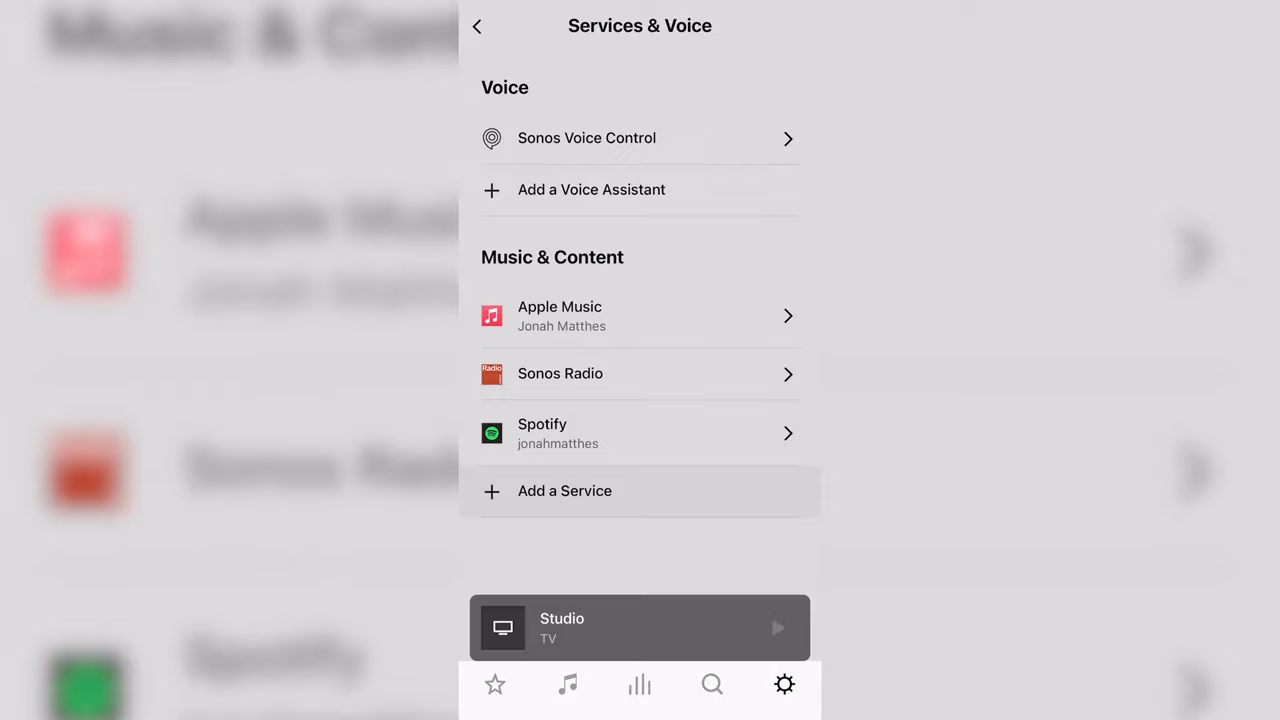 Services & Voice
Voice
Sonos Voice Control
Add a Voice Assistant
Music & Content
Apple Music
Jonah Matthes
Radio
Sonos Radio
Spotify
jonahmatthes
Add a Service
Studio
TV